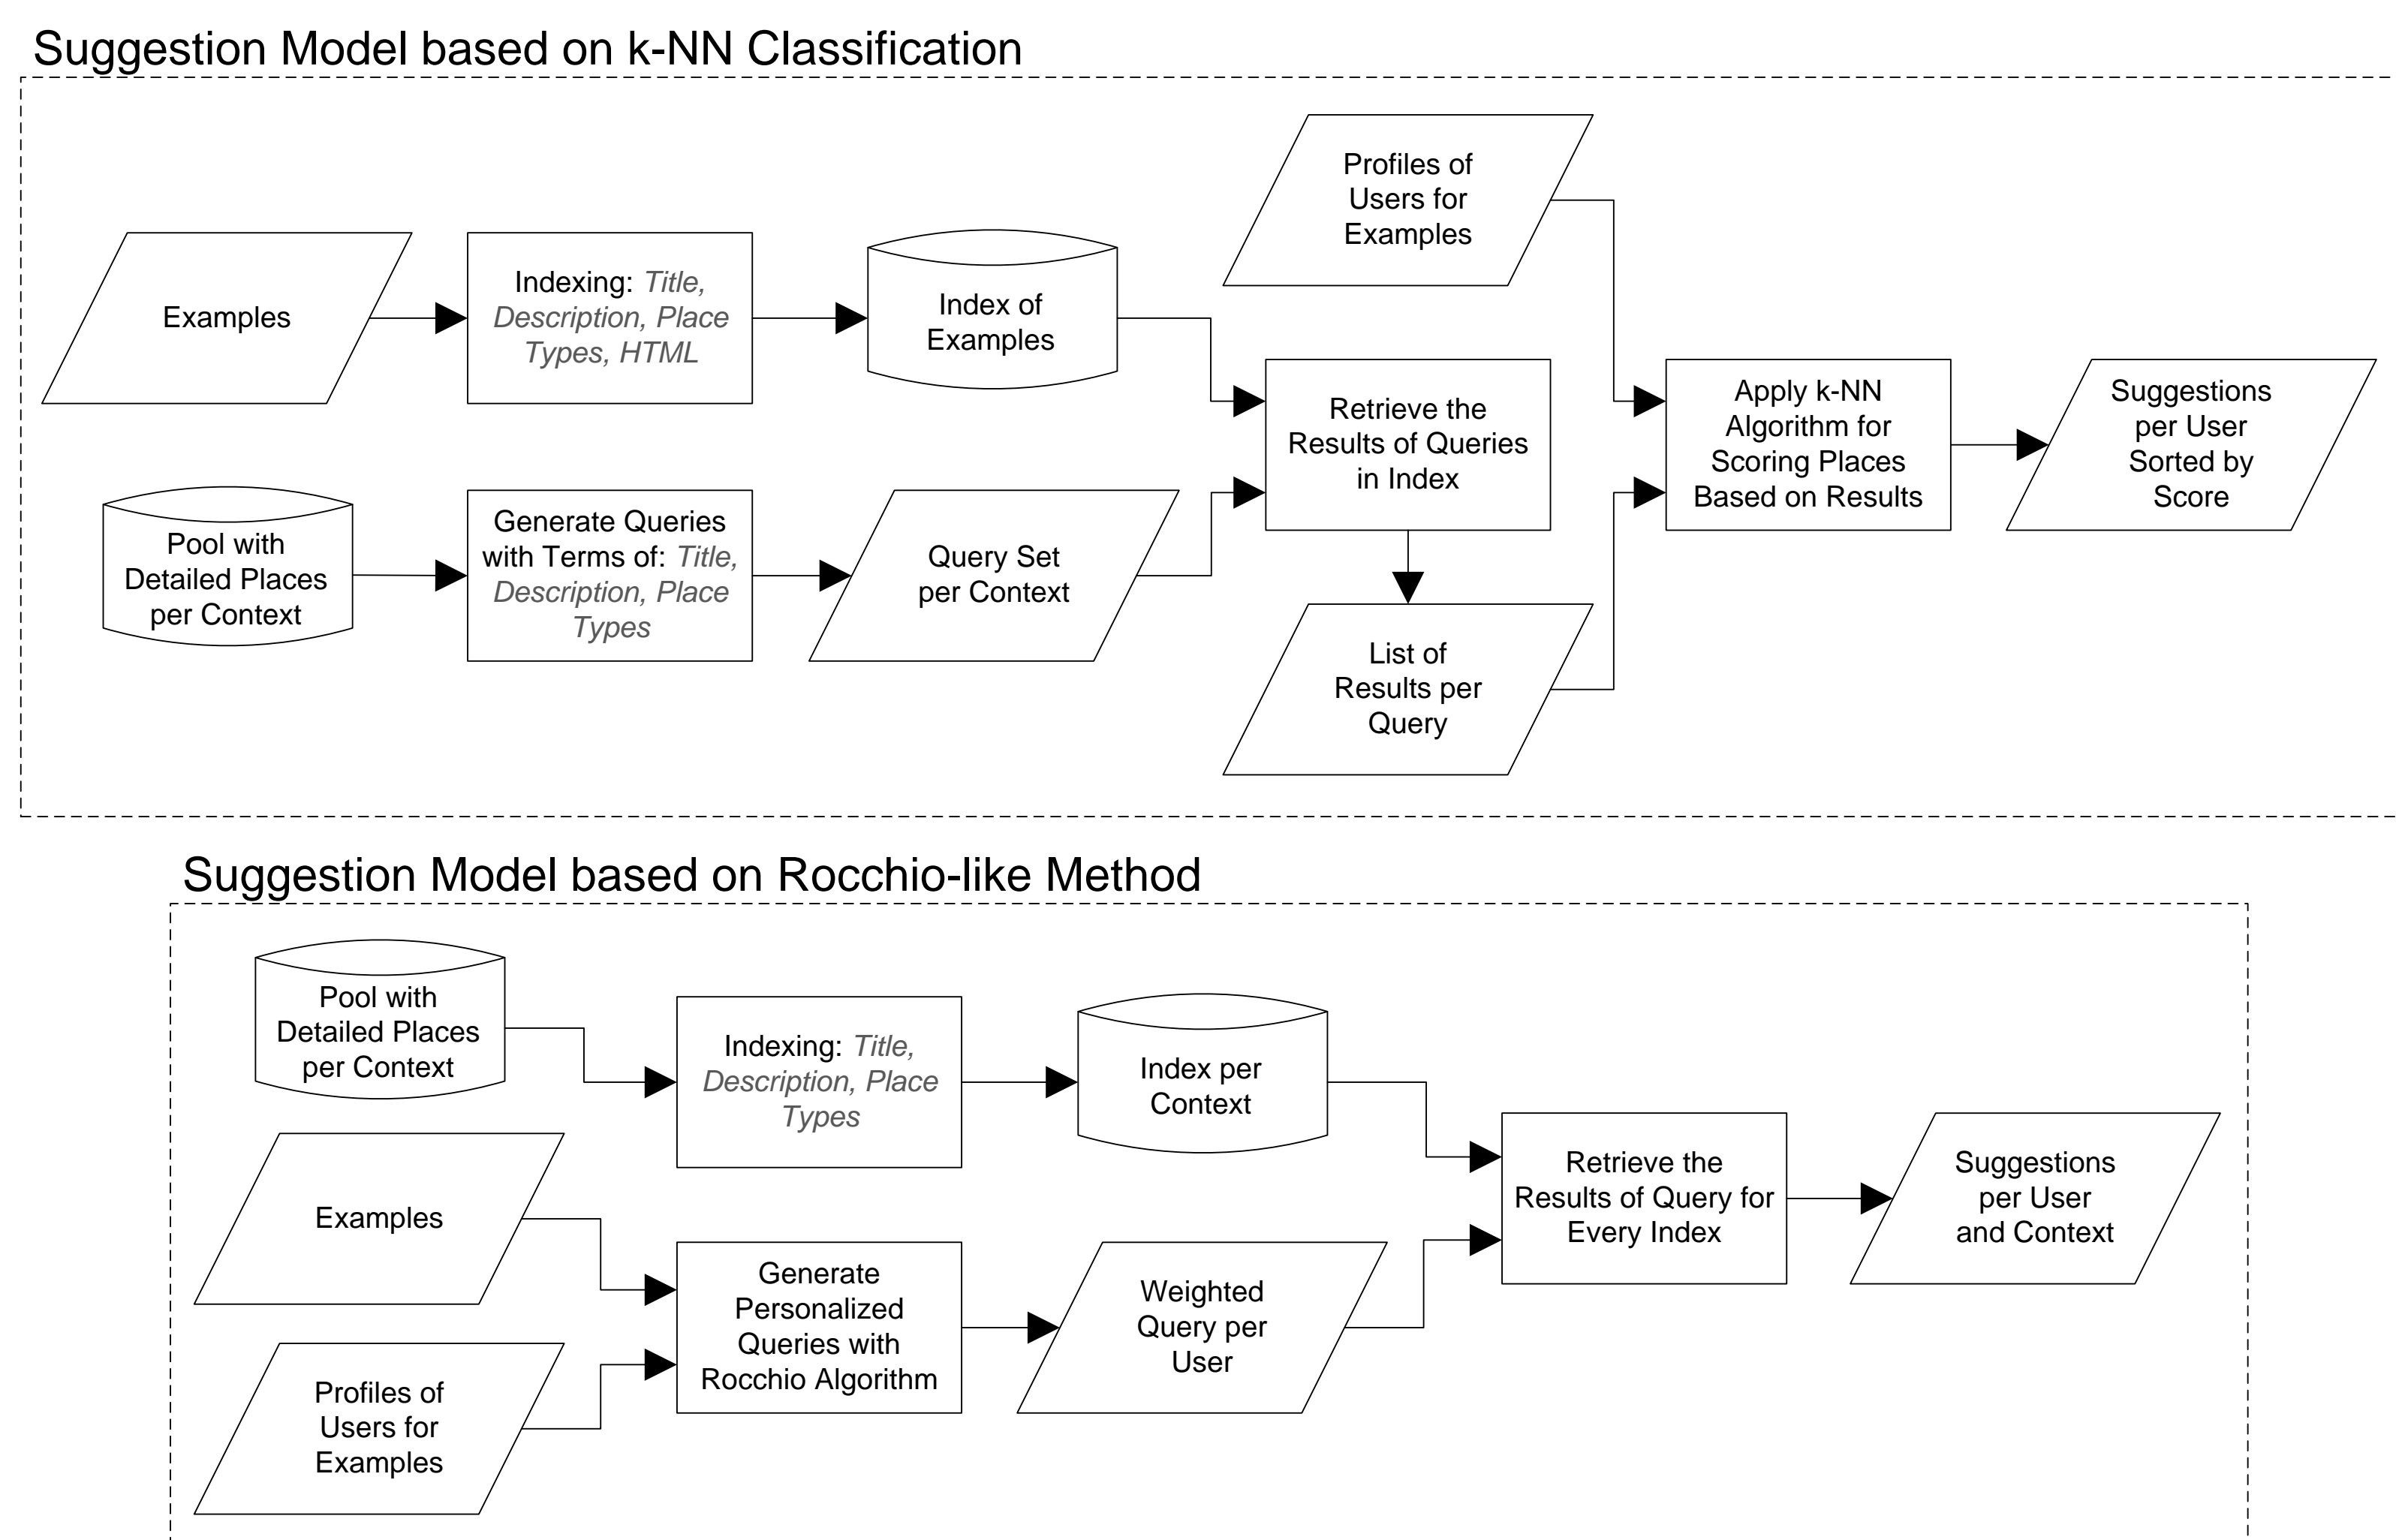 Suggestion Model based on k-NN Classification
Profiles of
Users for
Examples
Examples
Indexing: Title,
Description, Place
Types, HTML
Index of
Examples
Retrieve the
Results of Queries
in Index
Apply k-NN
Algorithm for
Scoring Places
Based on Results
Suggestions
per User
Sorted by
Score
Pool with
Detailed Places
per Context
Generate Queries
with Terms of: Title,
Description, Place
Types
Query Set
per Context
List of
Results per
Query
Suggestion Model based on Rocchio-like Method
Pool with
Detailed Places
per Context
Indexing: Title,
Description, Place
Types
Index per
Context
Examples
Retrieve the
Results of Query for
Every Index
Suggestions
per User
and Context
Generate
Personalized
Queries with
Rocchio Algorithm
Weighted
Query per
User
Profiles of
Users for
Examples